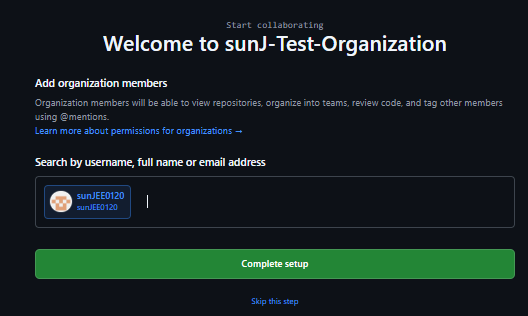 Start collaborating
Welcome to sunJ-Test-Organization
Add organization members
Organization members will be able to view repositories, organize into teams, review code, and tag other members
using @mentions.
Learn more about permissions for organizations →
Search by username, full name or email address
sunJEE0120
sunJEE0120
Complete setup
Skip this step